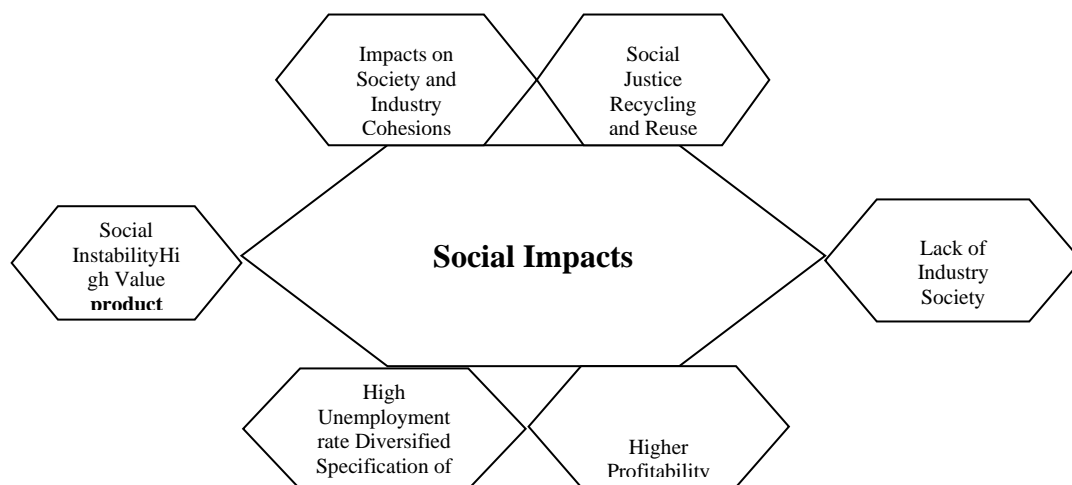 Impacts on
Society and
Industry
Cohesions
Social
Justice
Recycling
and Reuse
Social
InstabilityHi
gh Value
product
Social Impacts
Lack of
Industry
Society
High
Unemployment
rate Diversified
Specification of
Higher
Profitability